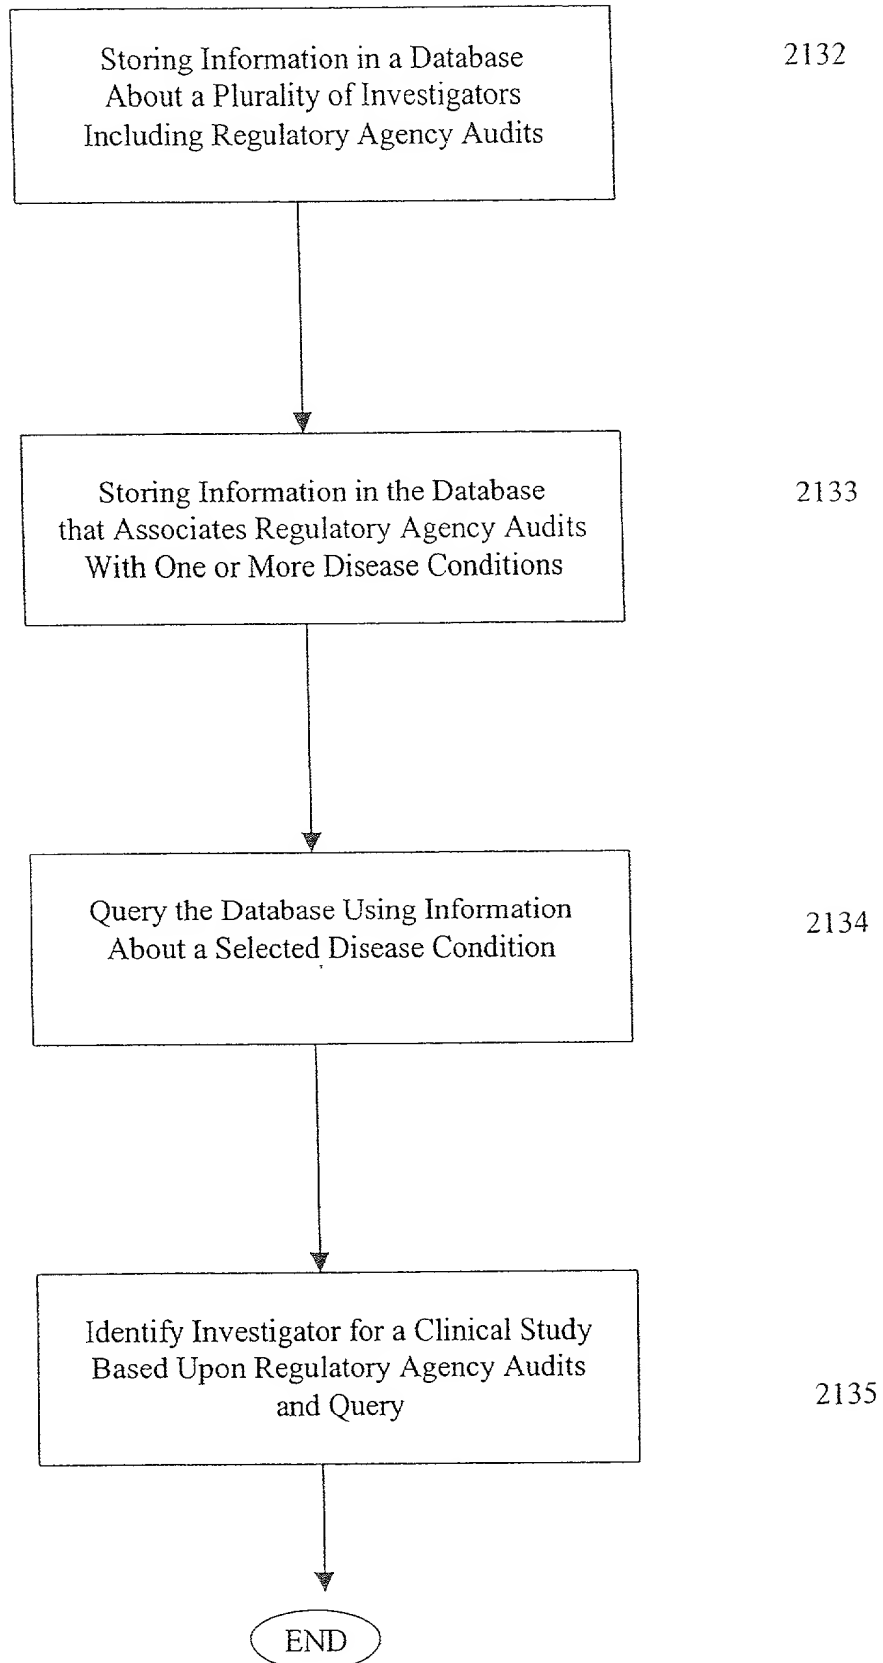 Storing Information in a Database
About a Plurality of Investigators
Including Regulatory Agency Audits
2132
Storing Information in the Database
that Associates Regulatory Agency Audits
With One or More Disease Conditions
2133
Query the Database Using Information
About a Selected Disease Condition
2134
Identify Investigator for a Clinical Study
Based Upon Regulatory Agency Audits
and Query
2135
END